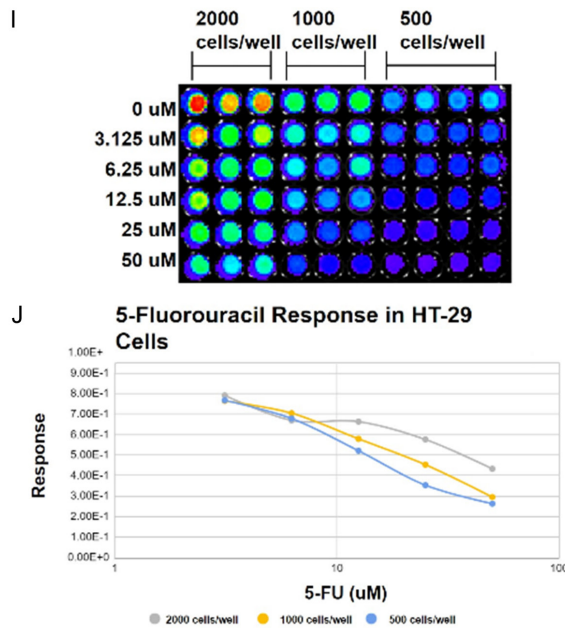 I
2000 1000 500
cells/well cells/well cells/well
0 uM
3.125 uM
6.25 uM
12.5 uM
25 uM
50 uM
J
5-Fluorouracil Response in HT-29
Cells
1.00E+
9.00E-1
8.00E-1
7.00E-1
6.00E-1
5.00E-1
4.00E-1
3.00E-1
2.00E-1
1.00E-1
0.00E+0
Response
1 10 100
5-FU (uM)
2000 cells/well 1000 cells/well 500 cells/well